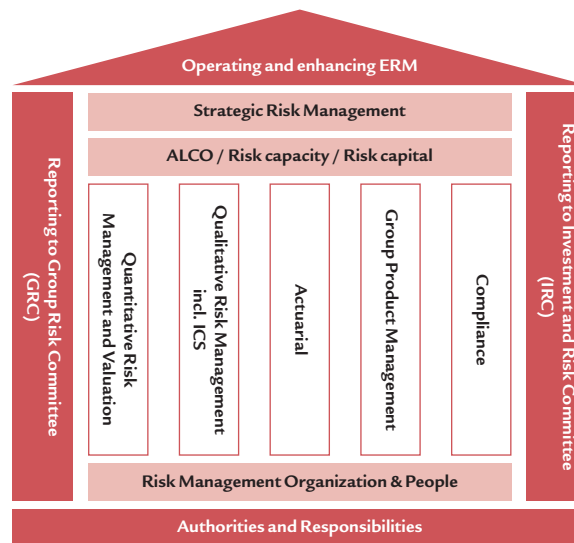 Operating and enhancing ERM
Strategic Risk Management
ALCO / Risk capacity / Risk capital
Reporting to Group Risk Committee
(GRC)
Quantitative Risk
Management and Valuation
Qualitative Risk Management
incl. ICS
Actuarial
Group Product Management
Compliance
Reporting to Investment and Risk Committee
(IRC)
Risk Management Organization & People
Authorities and Responsibilities